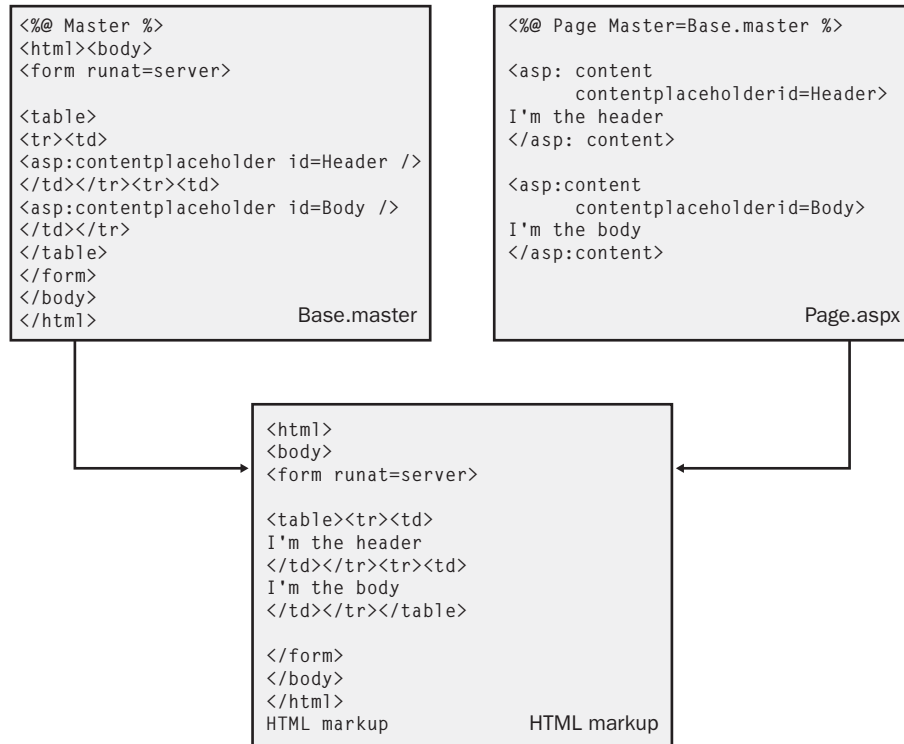 <%@ Master %>
<html><body>
<form runat=server>
<table>
<tr><td>
<asp:contentplaceholder id=Header />
</td></tr><tr><td>
<asp:contentplaceholder id=Body />
</td></tr>
</table>
</form>
</body>
</html>
Base.master
<%@ Page Master=Base.master %>
<asp: content
contentplaceholderid=Header>
I'm the header
</asp: content>
<asp:content
contentplaceholderid=Body>
I'm the body
</asp:content>
Page.aspx
<html>
<body>
<form runat=server>
<table><tr><td>
I'm the header
</td></tr><tr><td>
I'm the body
</td></tr></table>
</form>
</body>
</html>
HTML markup
HTML markup